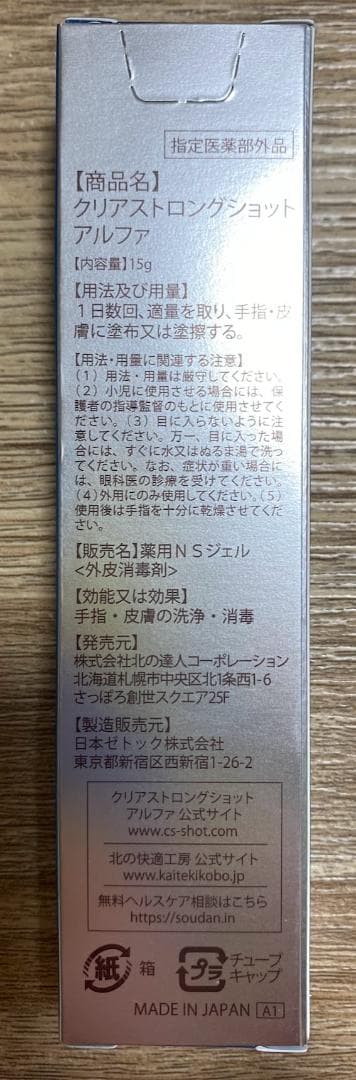 指定医薬部外品
【商品名】
クリアストロングショット
アルファ
【内容量】15g
【用法及び用量】
1日数回、適量を取り、手指・皮
膚に塗布又は塗擦する。
【用法・用量に関連する注意】
(1)用法・用量は厳守してください。
(2)小児に使用させる場合には、保
護者の指導監督のもとに使用させてく
ださい。(3)目に入らないように注
意してください。万一、目に入った場
合には、すぐに水又はぬるま湯で洗っ
てください。なお、症状が重い場合に
は、眼科医の診療を受けてください。
(4)外用にのみ使用してください。(5)
使用後は手指を十分に乾燥させてくだ
さい。
【販売名】薬用NSジェル
<外皮消毒剤>
【効能又は効果】
手指・皮膚の洗浄・消毒
【発売元】
株式会社北の達人コーポレーション
北海道札幌市中央区北1条西1-6
さっぽろ創世スクエア25F
【製造販売元】
日本ゼトック株式会社
東京都新宿区西新宿1-26-2
クリアストロングショット
アルファ 公式サイト
www.cs-shot.com
北の快適工房 公式サイト
www.kaitekikobo.jp
無料ヘルスケア相談はこちら
https://soudan.in
紙 箱 プラ チューブ
キャップ
MADE IN JAPAN A1